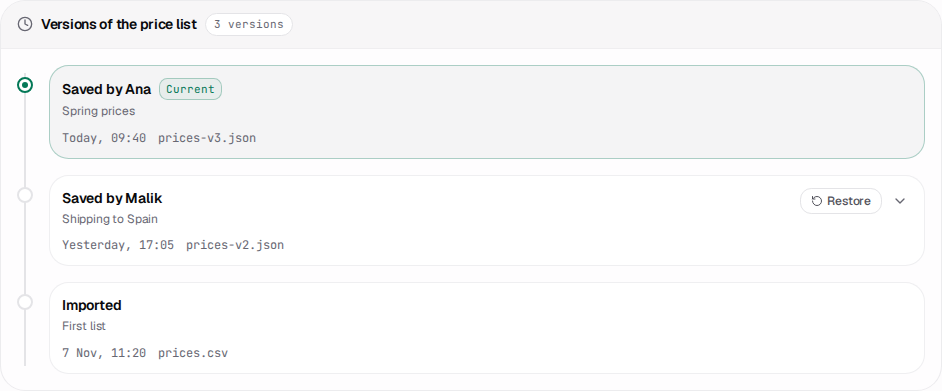 Versions of the price list 3 versions
Saved by Ana Current
Spring prices
Today, 09:40 prices-v3.json
Saved by Malik Restore
Shipping to Spain
Yesterday, 17:05 prices-v2.json
Imported
First list
7 Nov, 11:20 prices.csv